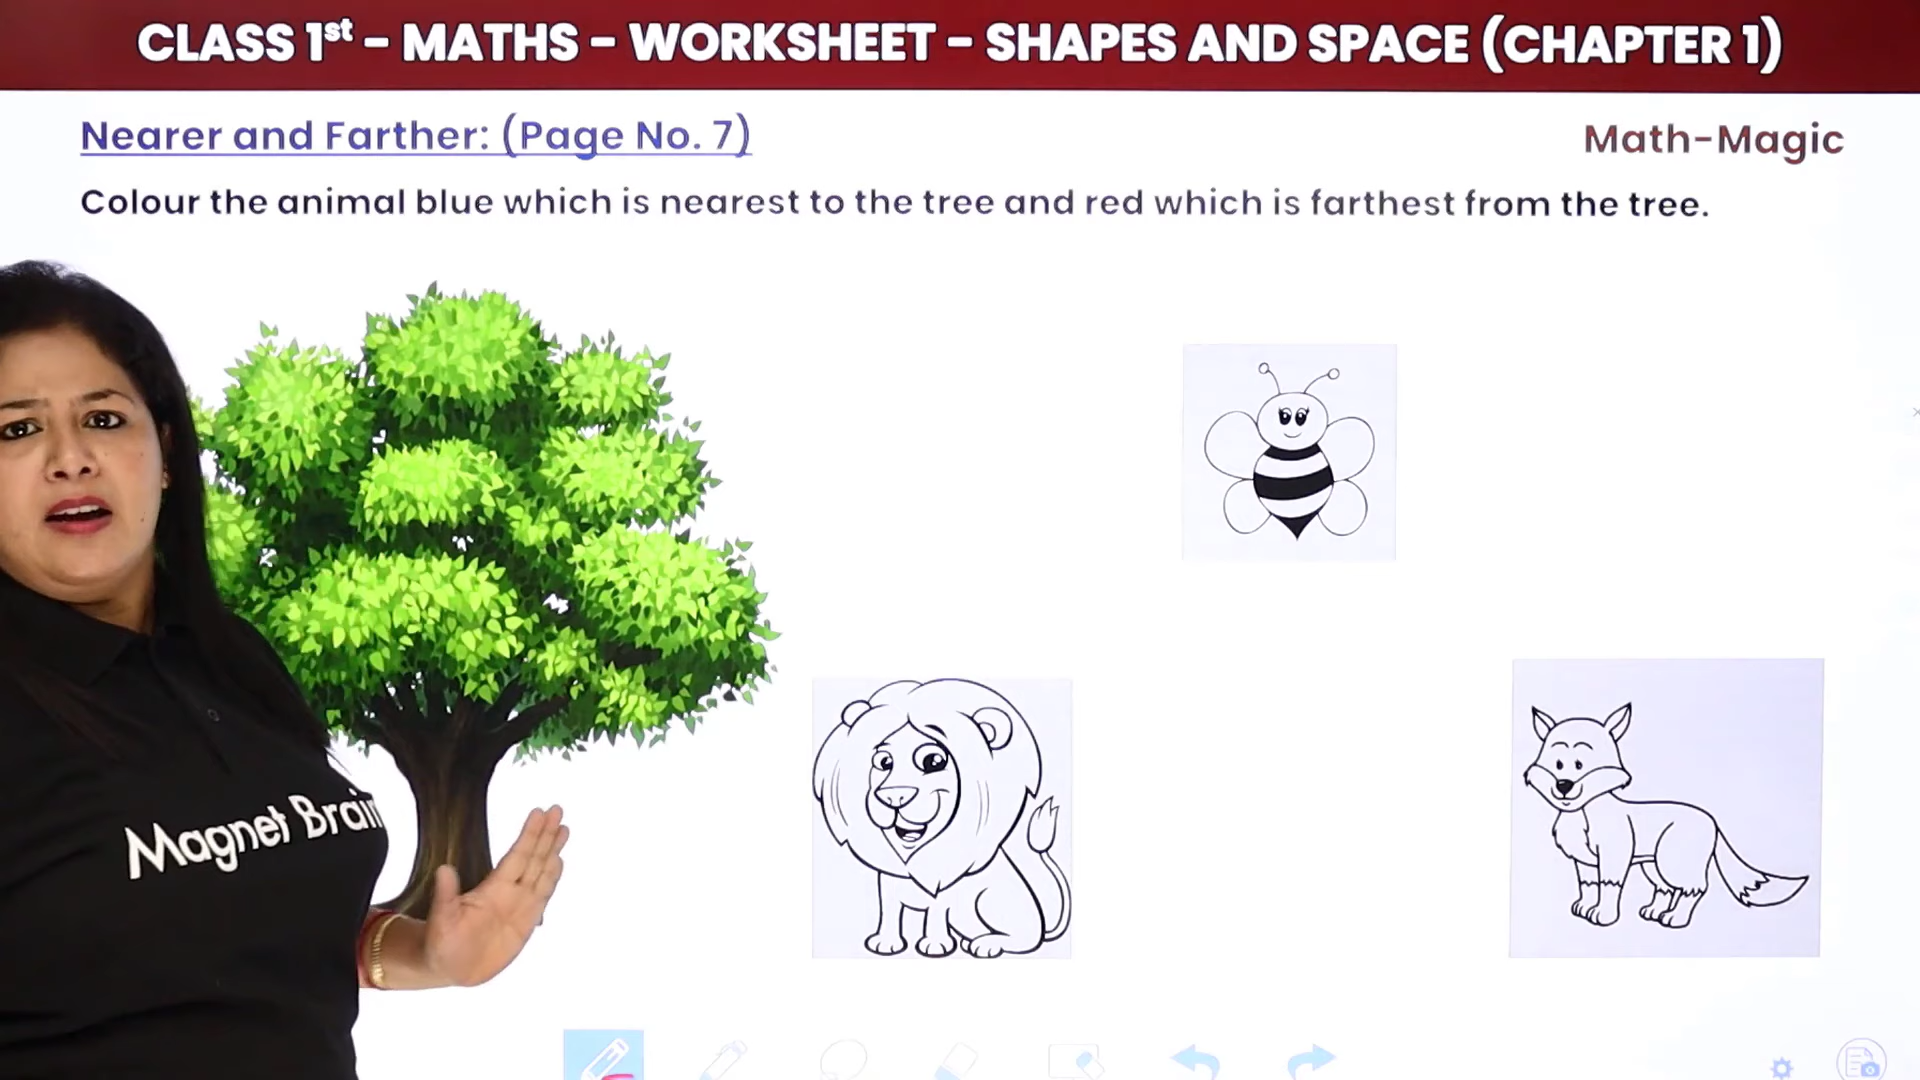 CLASS 1st - MATHS - WORKSHEET - SHAPES AND SPACE (CHAPTER 1)
Nearer and Farther: (Page No. 7)
Math-Magic
Colour the animal blue which is nearest to the tree and red which is farthest from the tree.
Magnet Brain